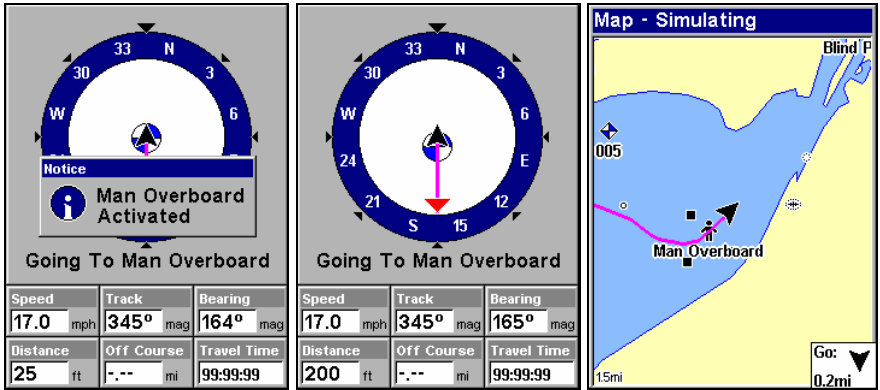 33 N
30 3
W 6
Notice
Man Overboard
Activated
Going To Man Overboard
Speed Track Bearing
17.0 mph 345º mag 164º mag
Distance Off Course Travel Time
25 ft -.-- mi 99:99:99
33 N
30 3
W 6
24 E
21 12
S 15
Going To Man Overboard
Speed Track Bearing
17.0 mph 345º mag 165º mag
Distance Off Course Travel Time
200 ft -.-- mi 99:99:99
Map - Simulating
Blind P
005
Man Overboard
Go:
1.5mi 0.2mi